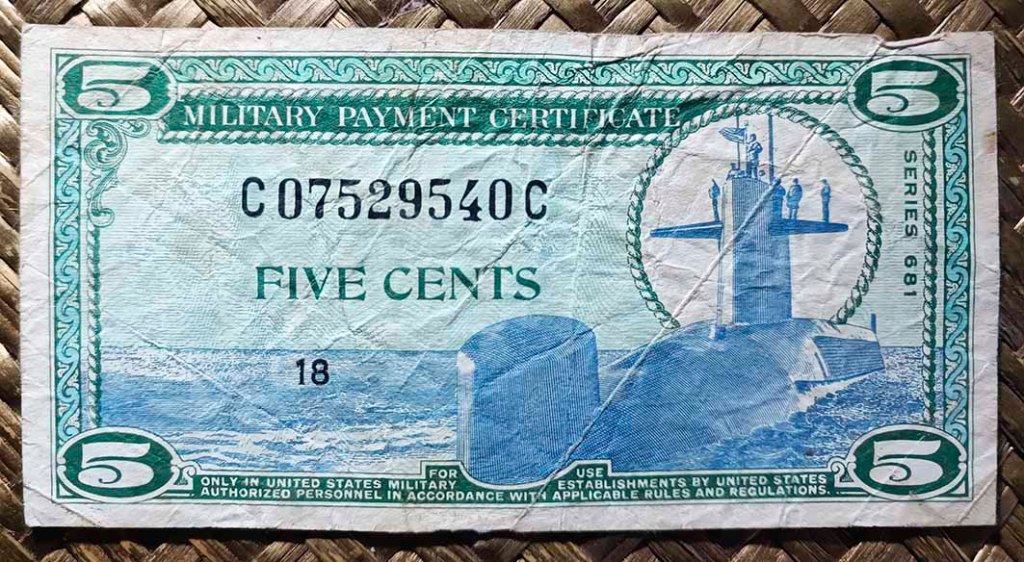 5 5
MILITARY PAYMENT CERTIFICATE
C07529540C
SERIES 681
FIVE CENTS
18
5 5
FOR USE
ONLY IN UNITED STATES MILITARY ESTABLISHMENTS BY UNITED STATES
AUTHORIZED PERSONNEL IN ACCORDANCE WITH APPLICABLE RULES AND REGULATIONS.